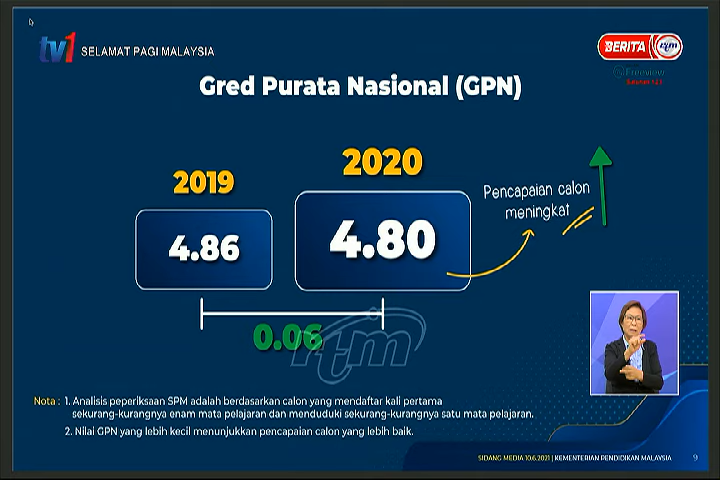 tv1 SELAMAT PAGI MALAYSIA
BERITA rtm
Freeview
Saluran 123
Gred Purata Nasional (GPN)
2019
2020
4.86
4.80
Pencapaian calon
meningkat
0.06
rtm
Nota : 1. Analisis peperiksaan SPM adalah berdasarkan calon yang mendaftar kali pertama
sekurang-kurangnya enam mata pelajaran dan menduduki sekurang-kurangnya satu mata pelajaran.
2. Nilai GPN yang lebih kecil menunjukkan pencapaian calon yang lebih baik.
SIDANG MEDIA 10.6.2021 | KEMENTERIAN PENDIDIKAN MALAYSIA 9